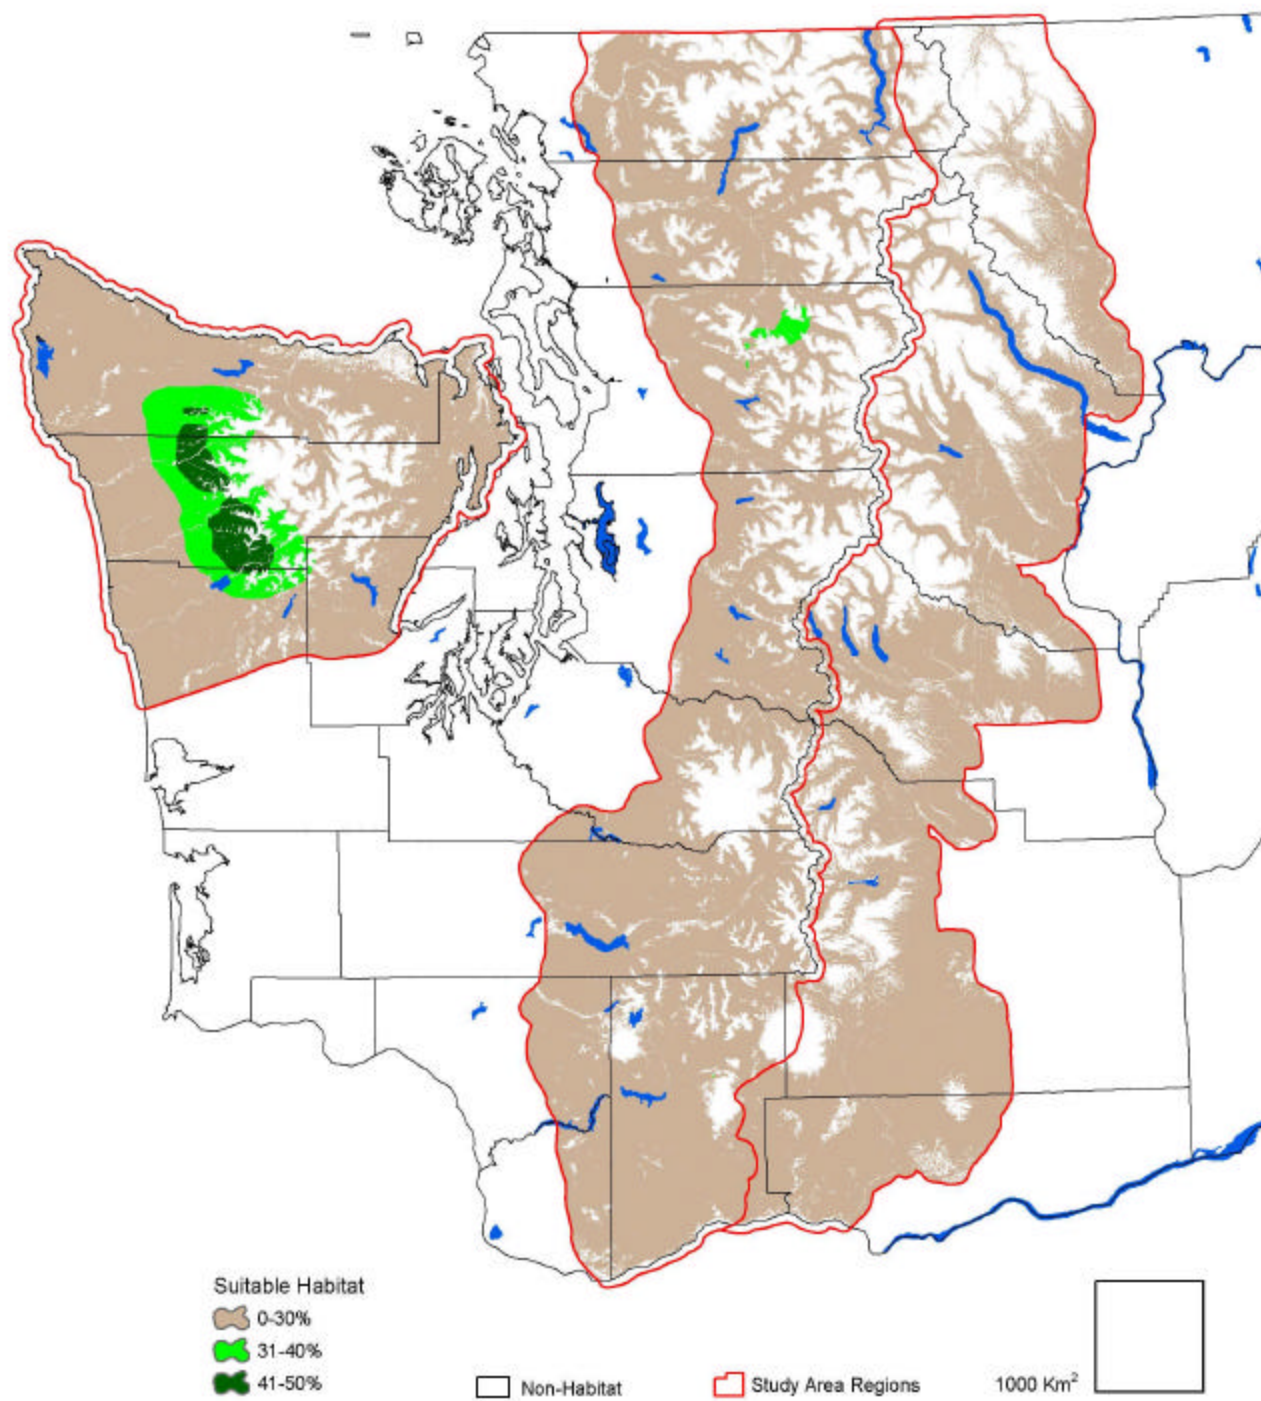 Suitable Habitat
0-30%
31-40%
41-50%
Non-Habitat
Study Area Regions
1000 Km²